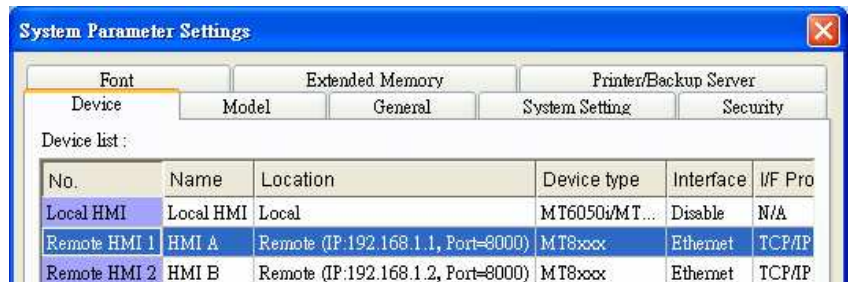 System Parameter Settings
Font Extended Memory Printer/Backup Server
Device Model General System Setting Security
Device list :
No. Name Location Device type Interface I/F Pro
Local HMI Local HMI Local MT6050i/MT... Disable N/A
Remote HMI 1 HMI A Remote (IP:192.168.1.1, Port=8000) MT8xxx Ethernet TCP/IP
Remote HMI 2 HMI B Remote (IP:192.168.1.2, Port=8000) MT8xxx Ethernet TCP/IP